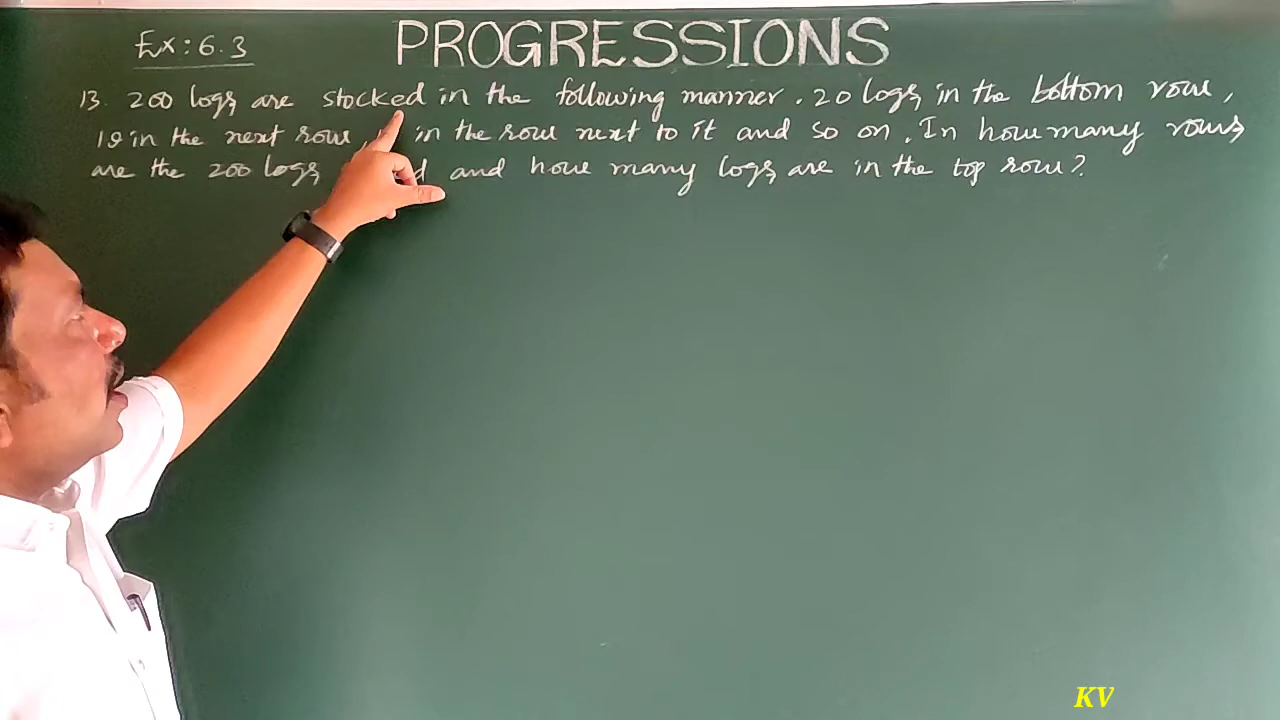 Ex: 6.3
PROGRESSIONS
13. 200 logs are stocked in the following manner. 20 logs in the bottom row,
19 in the next row, in the row next to it and so on. In how many rows
are the 200 logs and how many logs are in the top row?
KV